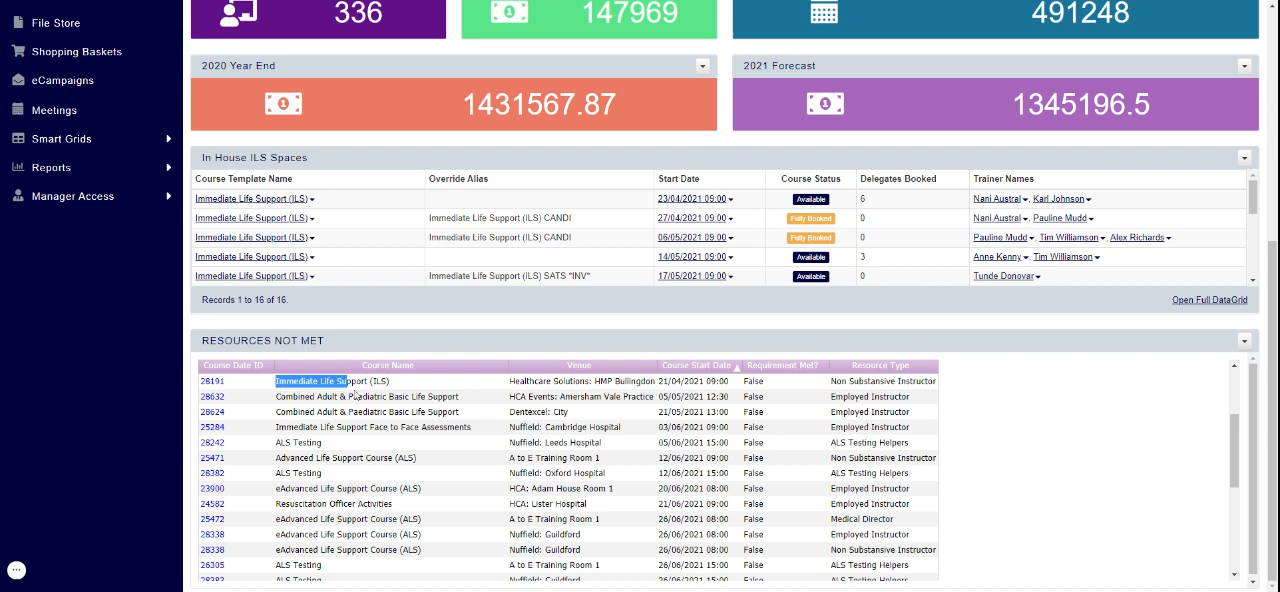 File Store
Shopping Baskets
eCampaigns
Meetings
Smart Grids
Reports
Manager Access
336 147969 491248
2020 Year End 2021 Forecast
1431567.87 1345196.5
In House ILS Spaces
Course Template Name Override Alias Start Date Course Status Delegates Booked Trainer Names
Immediate Life Support (ILS) 23/04/2021 09:00 Available 6 Nani Austral, Karl Johnson
Immediate Life Support (ILS) Immediate Life Support (ILS) CANDI 27/04/2021 09:00 Fully Booked 0 Nani Austral, Pauline Mudd
Immediate Life Support (ILS) Immediate Life Support (ILS) CANDI 06/05/2021 09:00 Fully Booked 0 Pauline Mudd, Tim Williamson, Alex Richards
Immediate Life Support (ILS) 14/05/2021 09:00 Available 3 Anne Kenny, Tim Williamson
Immediate Life Support (ILS) Immediate Life Support (ILS) SATS *INV* 17/05/2021 09:00 Available 0 Tunde Donovar
Records 1 to 16 of 16. Open Full DataGrid
RESOURCES NOT MET
Course Date ID Course Name Venue Course Start Date Requirement Met? Resource Type
28191 Immediate Life Support (ILS) Healthcare Solutions: HMP Bullingdon 21/04/2021 09:00 False Non Substansive Instructor
28632 Combined Adult & Paediatric Basic Life Support HCA Events: Amersham Vale Practice 05/05/2021 12:30 False Employed Instructor
28624 Combined Adult & Paediatric Basic Life Support Dentexcel: City 21/05/2021 13:00 False Employed Instructor
25284 Immediate Life Support Face to Face Assessments Nuffield: Cambridge Hospital 03/06/2021 09:00 False Employed Instructor
28242 ALS Testing Nuffield: Leeds Hospital 05/06/2021 15:00 False ALS Testing Helpers
25471 Advanced Life Support Course (ALS) A to E Training Room 1 12/06/2021 09:00 False Non Substansive Instructor
28382 ALS Testing Nuffield: Oxford Hospital 12/06/2021 15:00 False ALS Testing Helpers
23900 eAdvanced Life Support Course (ALS) HCA: Adam House Room 1 20/06/2021 08:00 False Employed Instructor
24582 Resuscitation Officer Activities HCA: Lister Hospital 21/06/2021 09:00 False Employed Instructor
25472 eAdvanced Life Support Course (ALS) A to E Training Room 1 26/06/2021 08:00 False Medical Director
28338 eAdvanced Life Support Course (ALS) Nuffield: Guildford 26/06/2021 08:00 False Employed Instructor
28338 eAdvanced Life Support Course (ALS) Nuffield: Guildford 26/06/2021 08:00 False Non Substansive Instructor
26305 ALS Testing A to E Training Room 1 26/06/2021 15:00 False ALS Testing Helpers
28383 ALS Testing Nuffield: Guildford 26/06/2021 15:00 False ALS Testing Helpers